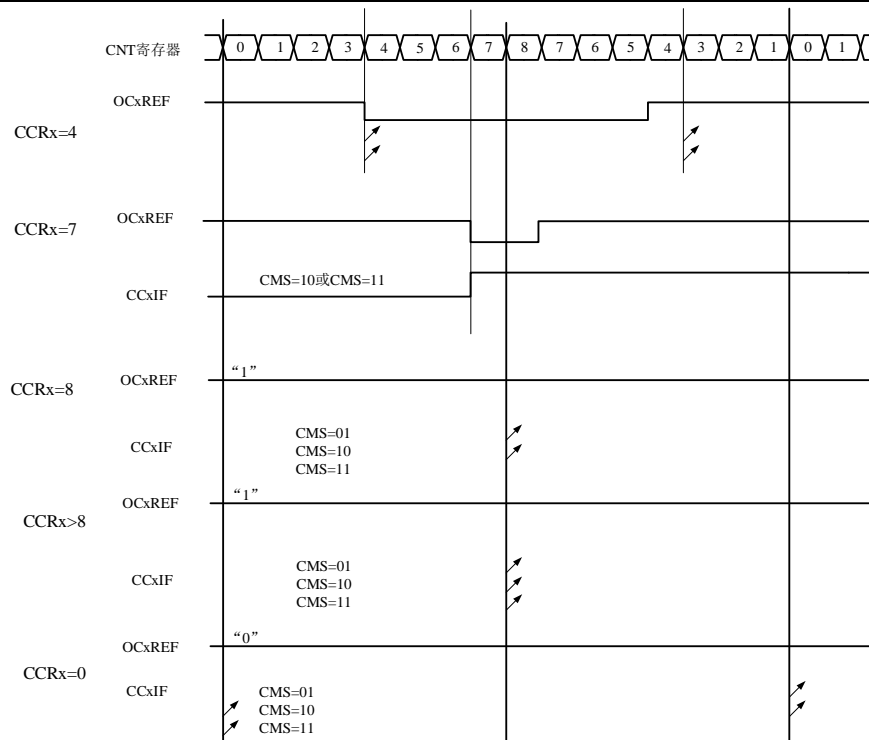 CNT寄存器 0 1 2 3 4 5 6 7 8 7 6 5 4 3 2 1 0 1
OCxREF
CCRx=4
OCxREF
CCRx=7
CMS=10或CMS=11
CCxIF
“1”
OCxREF
CCRx=8
CMS=01
CCxIF
CMS=10
CMS=11
“1”
OCxREF
CCRx>8
CMS=01
CCxIF
CMS=10
CMS=11
“0”
OCxREF
CCRx=0
CCxIF
CMS=01
CMS=10
CMS=11